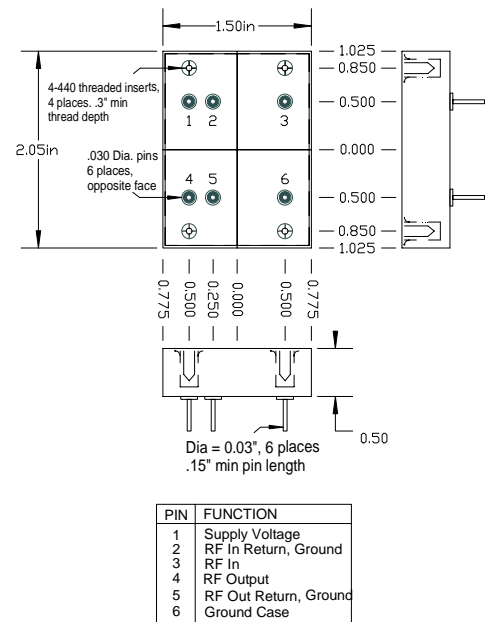 1.50in
1.025
0.850
4-440 threaded inserts,
4 places. .3" min
thread depth
0.500
1 2 3
2.05in
0.000
.030 Dia. pins
6 places,
opposite face
4 5 6
0.500
0.850
1.025
0.775
0.500
0.250
0.000
0.500
0.775
0.50
Dia = 0.03", 6 places
.15" min pin length
PIN FUNCTION
1 Supply Voltage
2 RF In Return, Ground
3 RF In
4 RF Output
5 RF Out Return, Ground
6 Ground Case